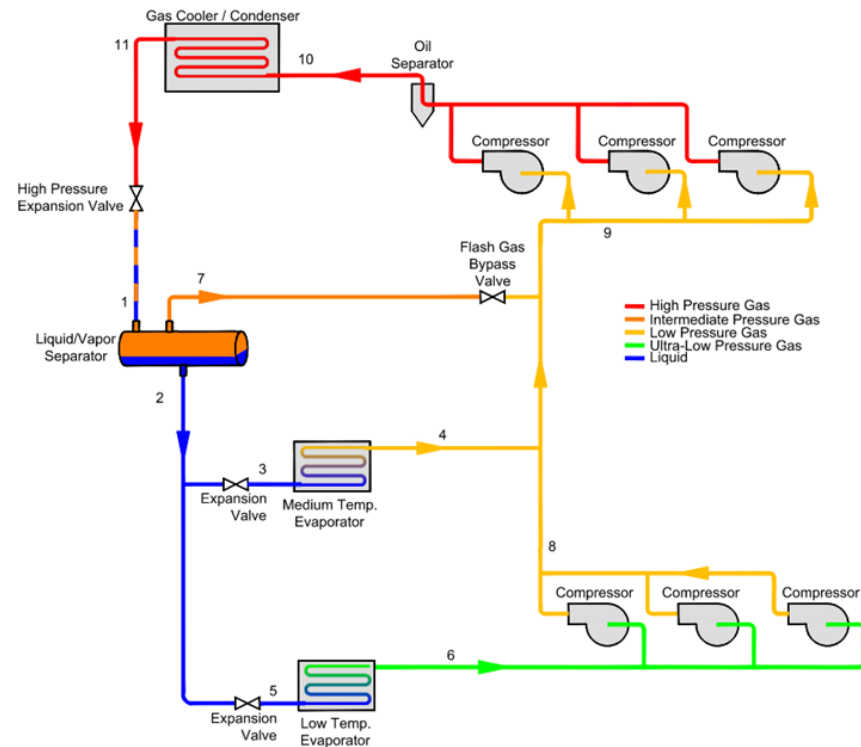 Gas Cooler / Condenser
11
10
Oil
Separator
Compressor
Compressor
Compressor
High Pressure
Expansion Valve
9
Flash Gas
Bypass
Valve
7
1
High Pressure Gas
Intermediate Pressure Gas
Low Pressure Gas
Ultra-Low Pressure Gas
Liquid
Liquid/Vapor
Separator
2
4
3
Expansion
Valve
Medium Temp.
Evaporator
8
Compressor
Compressor
Compressor
6
5
Expansion
Valve
Low Temp.
Evaporator